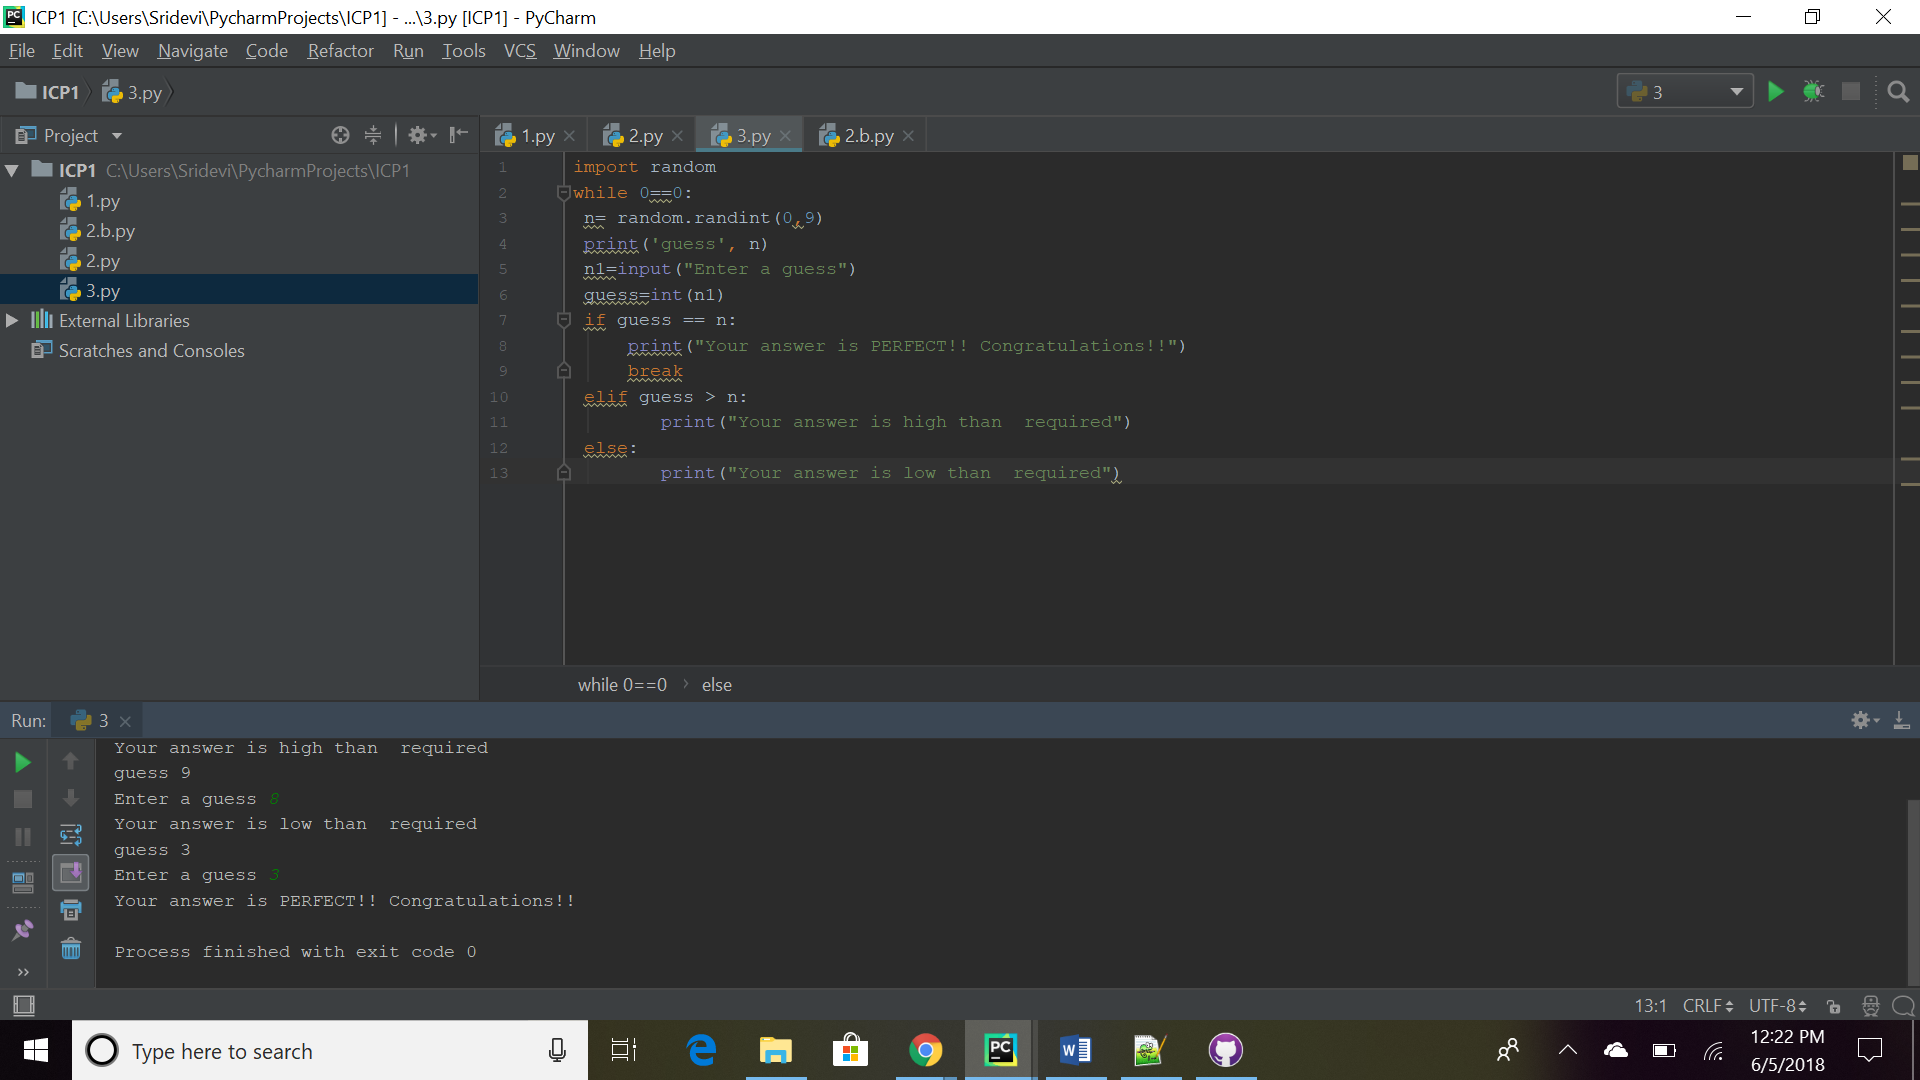 ICP1 [C:\Users\Sridevi\PycharmProjects\ICP1] - ...\3.py [ICP1] - PyCharm
File Edit View Navigate Code Refactor Run Tools VCS Window Help
ICP1 3.py 3
Project
1.py 2.py 3.py 2.b.py
ICP1 C:\Users\Sridevi\PycharmProjects\ICP1
1.py
2.b.py
2.py
3.py
External Libraries
Scratches and Consoles
1 import random
2 while 0==0:
3 n= random.randint(0,9)
4 print('guess', n)
5 n1=input("Enter a guess")
6 guess=int(n1)
7 if guess == n:
8 print("Your answer is PERFECT!! Congratulations!!")
9 break
10 elif guess > n:
11 print("Your answer is high than  required")
12 else:
13 print("Your answer is low than  required")
while 0==0 › else
Run: 3
Your answer is high than  required
guess 9
Enter a guess 8
Your answer is low than  required
guess 3
Enter a guess 3
Your answer is PERFECT!! Congratulations!!
Process finished with exit code 0
13:1 CRLF UTF-8
Type here to search
PC
W
12:22 PM
6/5/2018